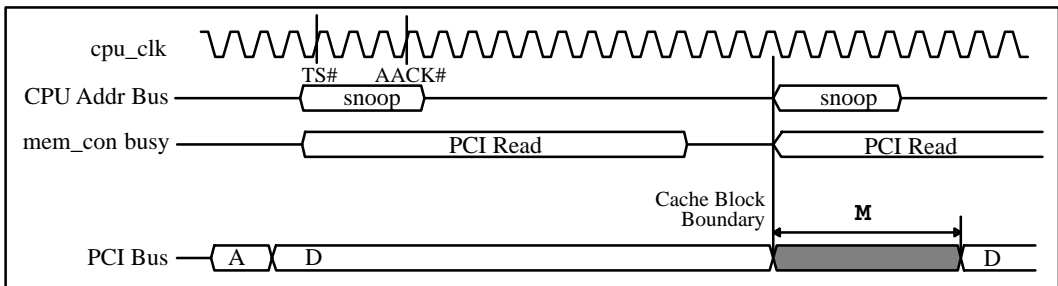 cpu_clk
TS# AACK#
CPU Addr Bus snoop snoop
mem_con busy PCI Read PCI Read
Cache Block
Boundary M
PCI Bus A D D